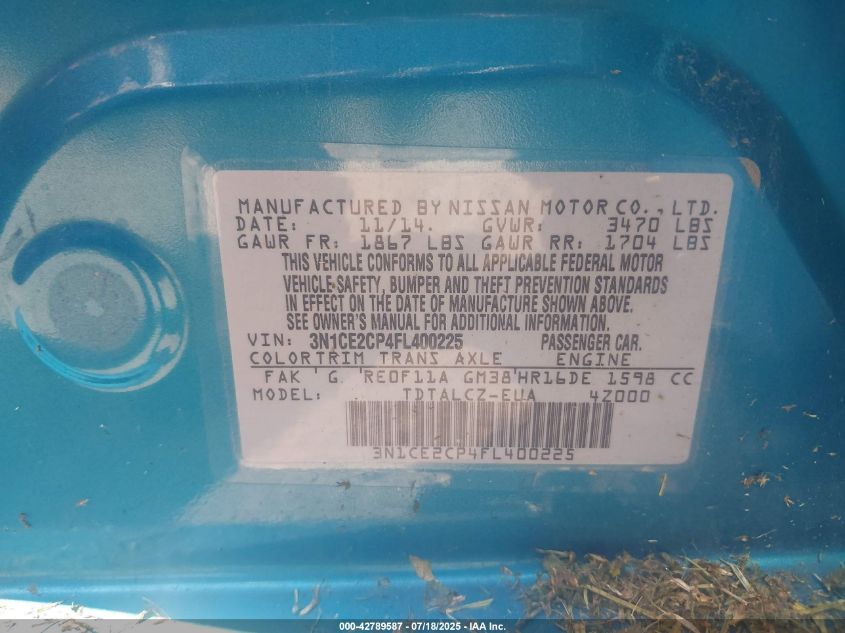 MANUFACTURED BY NISSAN MOTOR CO., LTD.
DATE: 11/14. GVWR: 3470 LBS
GAWR FR: 1867 LBS GAWR RR: 1704 LBS
THIS VEHICLE CONFORMS TO ALL APPLICABLE FEDERAL MOTOR
VEHICLE SAFETY, BUMPER AND THEFT PREVENTION STANDARDS
IN EFFECT ON THE DATE OF MANUFACTURE SHOWN ABOVE.
SEE OWNER'S MANUAL FOR ADDITIONAL INFORMATION.
VIN: 3N1CE2CP4FL400225 PASSENGER CAR.
COLORTRIM TRANS AXLE ENGINE
FAK ' G ' RE0F11A GM38'HR16DE 1598 CC
MODEL: TDTALCZ-EUA 4Z000
3N1CE2CP4FL400225
000-42789587 - 07/18/2025 - IAA Inc.